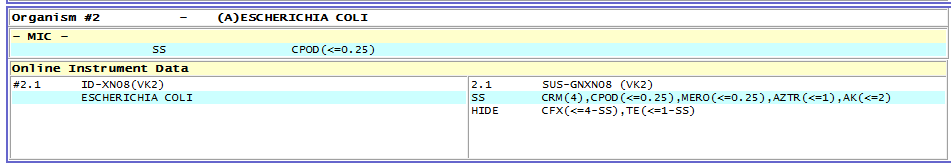 Organism #2 - (A)ESCHERICHIA COLI
- MIC -
SS CPOD(<=0.25)
Online Instrument Data
#2.1 ID-XN08(VK2) 2.1 SUS-GNXN08 (VK2)
ESCHERICHIA COLI SS CRM(4),CPOD(<=0.25),MERO(<=0.25),AZTR(<=1),AK(<=2)
HIDE CFX(<=4-SS),TE(<=1-SS)